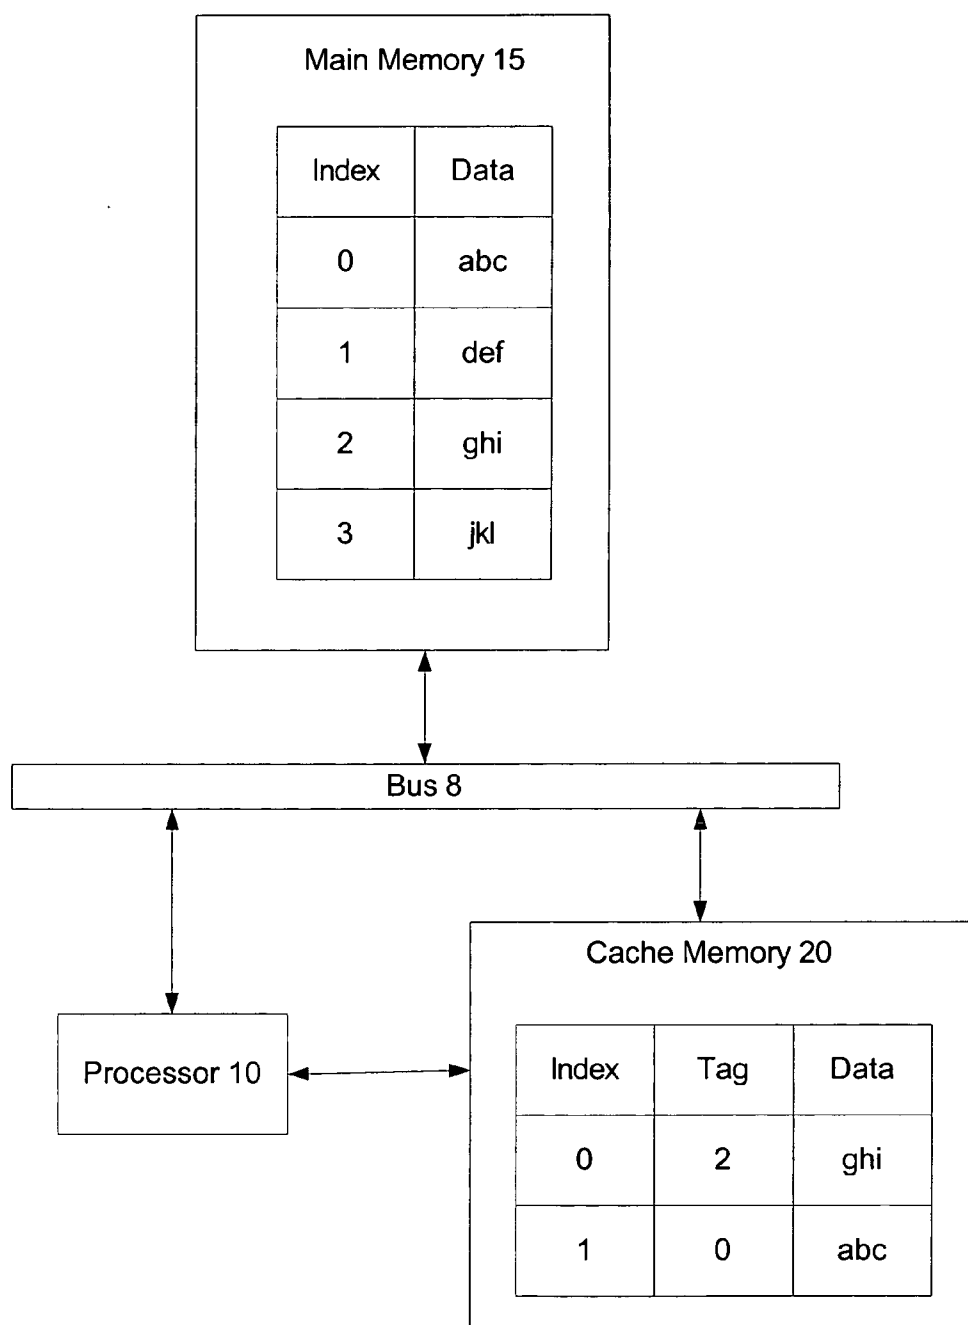 Main Memory 15
Index Data
0 abc
1 def
2 ghi
3 jkl
Bus 8
Cache Memory 20
Processor 10
Index Tag Data
0 2 ghi
1 0 abc